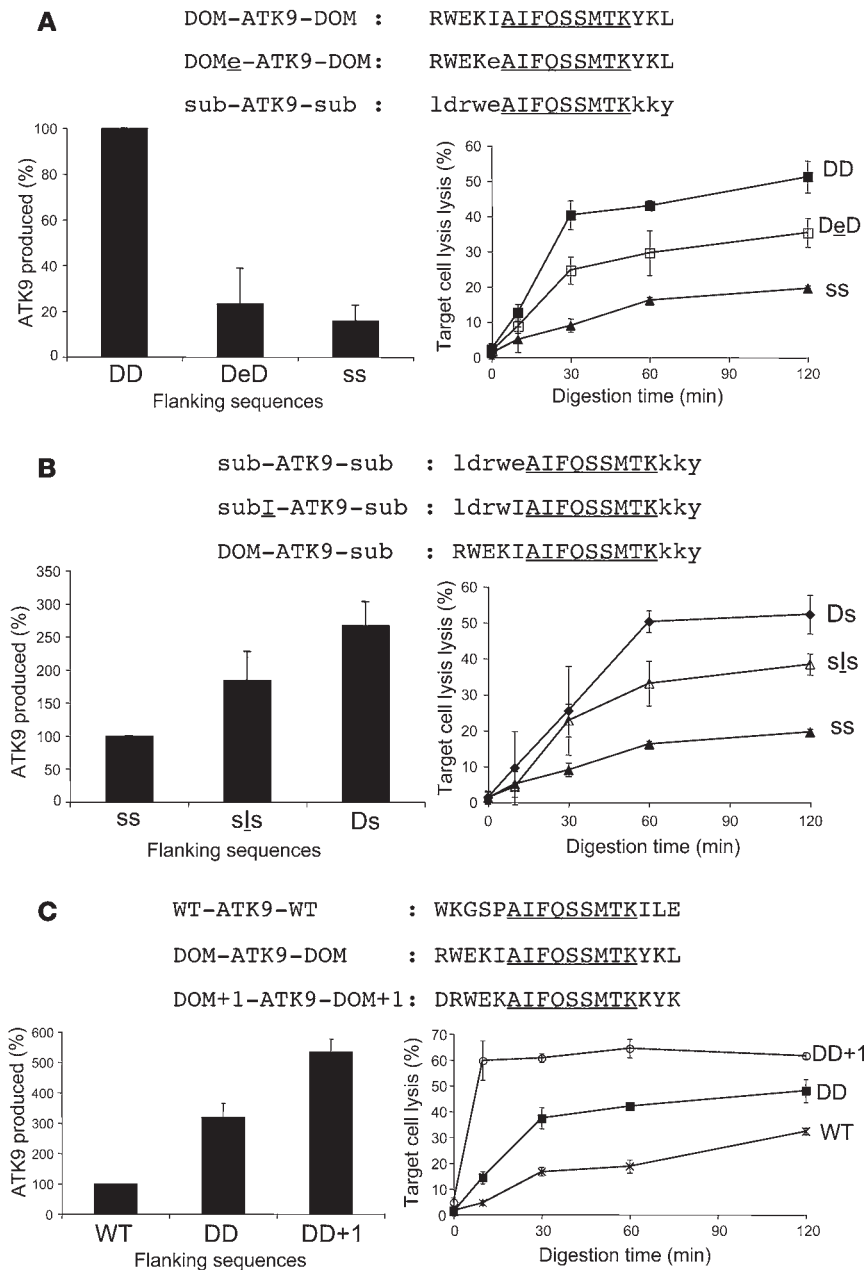 A
DOM-ATK9-DOM : RWEKIAIFQSSMTKYKL
DOMe-ATK9-DOM: RWEKeAIFQSSMTKYKL
sub-ATK9-sub : ldrweAIFQSSMTKkky
ATK9 produced (%)
100
80
60
40
20
0
DD DeD ss
Flanking sequences
Target cell lysis (%)
60
50
40
30
20
10
0
DD
DeD
ss
0 30 60 90 120
Digestion time (min)
B
sub-ATK9-sub : ldrweAIFQSSMTKkky
subI-ATK9-sub : ldrwIAIFQSSMTKkky
DOM-ATK9-sub : RWEKIAIFQSSMTKkky
ATK9 produced (%)
350
300
250
200
150
100
50
0
ss sIs Ds
Flanking sequences
Target cell lysis lysis (%)
60
50
40
30
20
10
0
Ds
sIs
ss
0 30 60 90 120
Digestion time (min)
C
WT-ATK9-WT : WKGSPAIFQSSMTKILE
DOM-ATK9-DOM : RWEKIAIFQSSMTKYKL
DOM+1-ATK9-DOM+1: DRWEKAIFQSSMTKKYK
ATK9 produced (%)
600
500
400
300
200
100
0
WT DD DD+1
Flanking sequences
Target cell lysis (%)
70
60
50
40
30
20
10
0
DD+1
DD
WT
0 30 60 90 120
Digestion time (min)